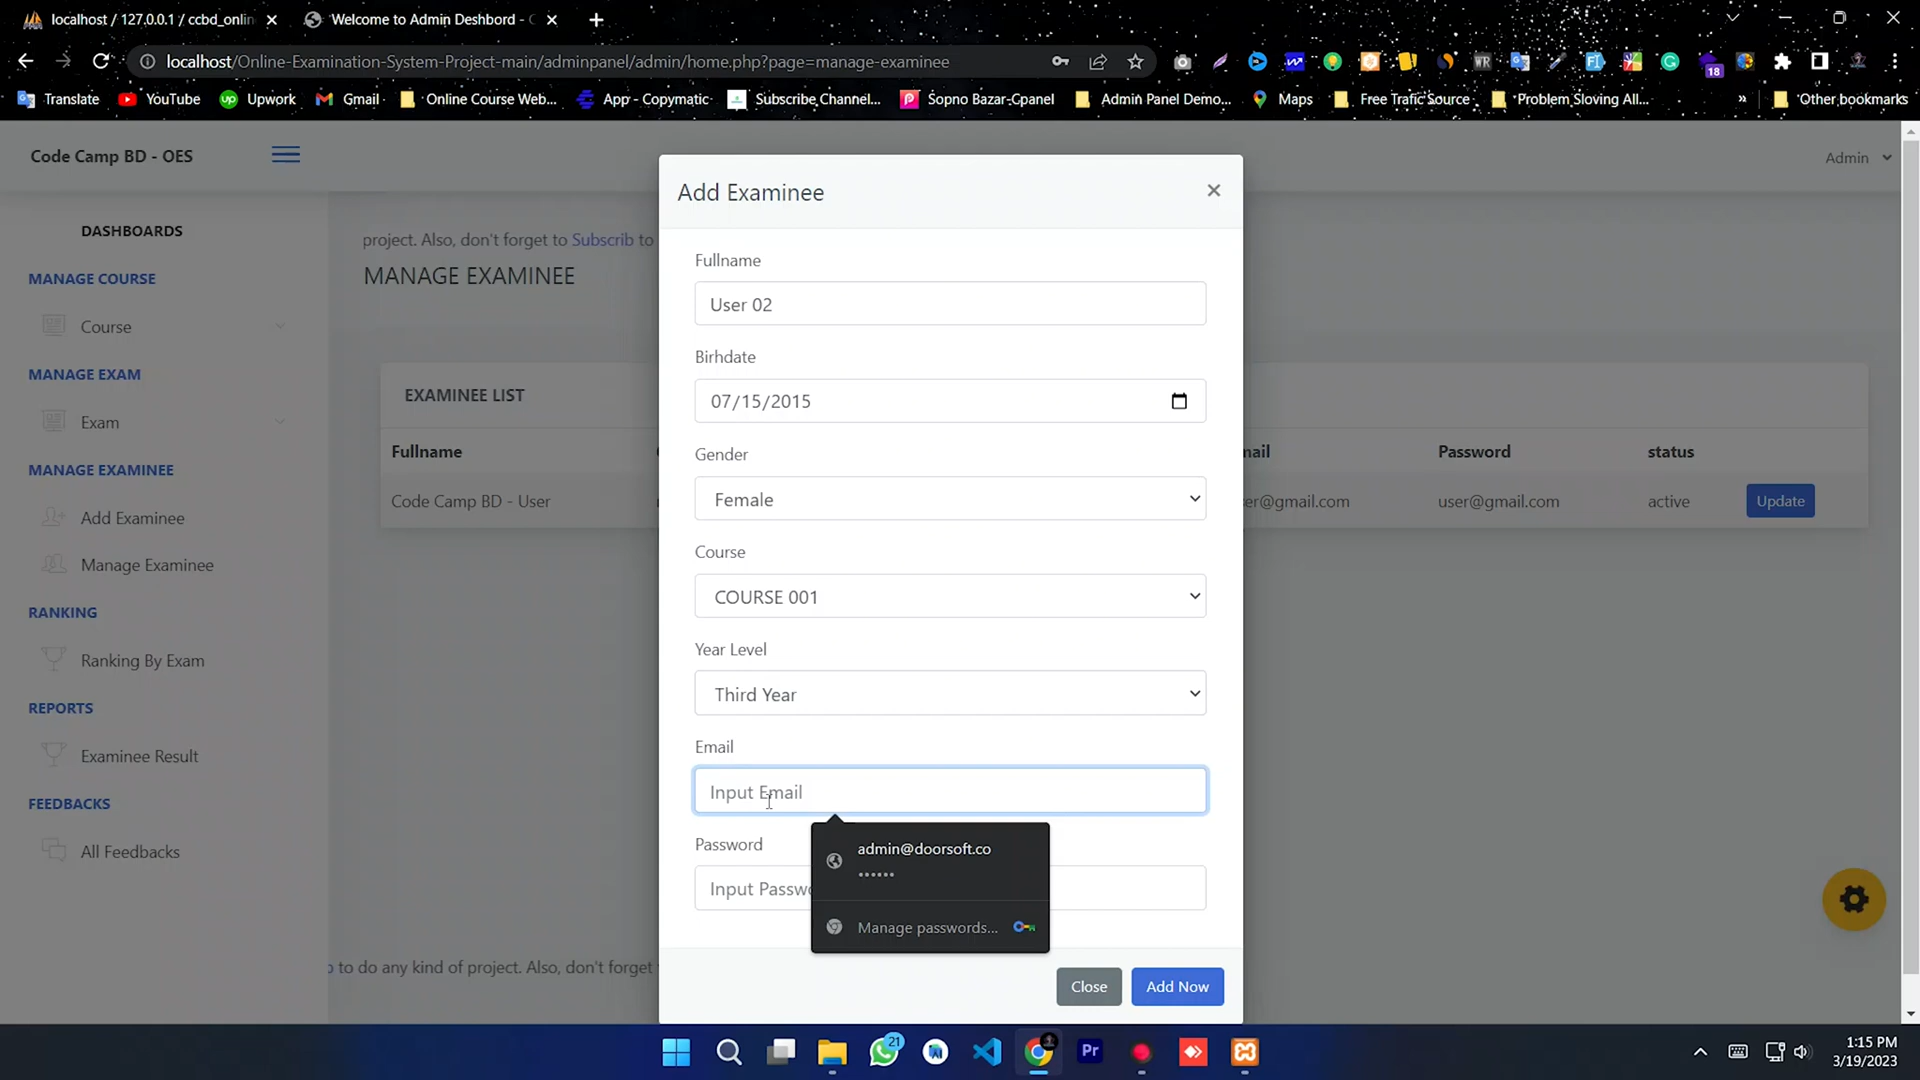 localhost / 127.0.0.1 / ccbd_onlin
Welcome to Admin Deshbord - C
localhost/Online-Examination-System-Project-main/adminpanel/admin/home.php?page=manage-examinee
18
Translate
YouTube
Upwork
Gmail
Online Course Web...
App - Copymatic
Subscribe Channel...
Sopno Bazar-Cpanel
Admin Panel Demo...
Maps
Free Trafic Source
Problem Sloving All...
»
Other bookmarks
Code Camp BD - OES
Admin
DASHBOARDS
MANAGE COURSE
Course
MANAGE EXAM
Exam
MANAGE EXAMINEE
Add Examinee
Manage Examinee
RANKING
Ranking By Exam
REPORTS
Examinee Result
FEEDBACKS
All Feedbacks
project. Also, don't forget to Subscrib to
MANAGE EXAMINEE
EXAMINEE LIST
Fullname
Password
status
Code Camp BD - User
er@gmail.com
user@gmail.com
active
Update
to do any kind of project. Also, don't forget
Add Examinee
×
Fullname
User 02
Birhdate
07/15/2015
Gender
Female
Course
COURSE 001
Year Level
Third Year
Email
Input Email
Password
Input Passwo
admin@doorsoft.co
••••••
Manage passwords...
Close
Add Now
21
Pr
1:15 PM
3/19/2023